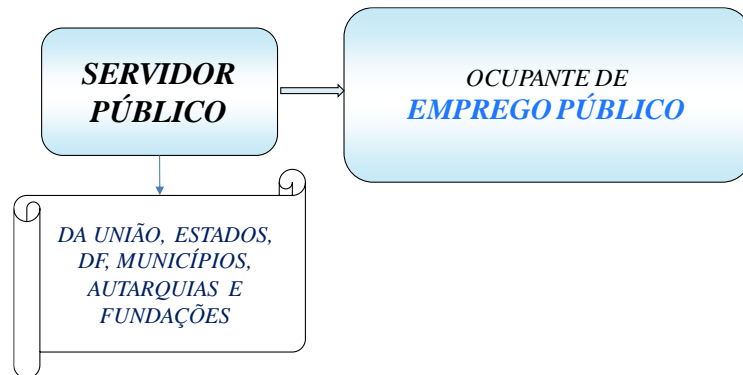 SERVIDOR
PÚBLICO
OCUPANTE DE
EMPREGO PÚBLICO
DA UNIÃO, ESTADOS,
DF, MUNICÍPIOS,
AUTARQUIAS E
FUNDAÇÕES